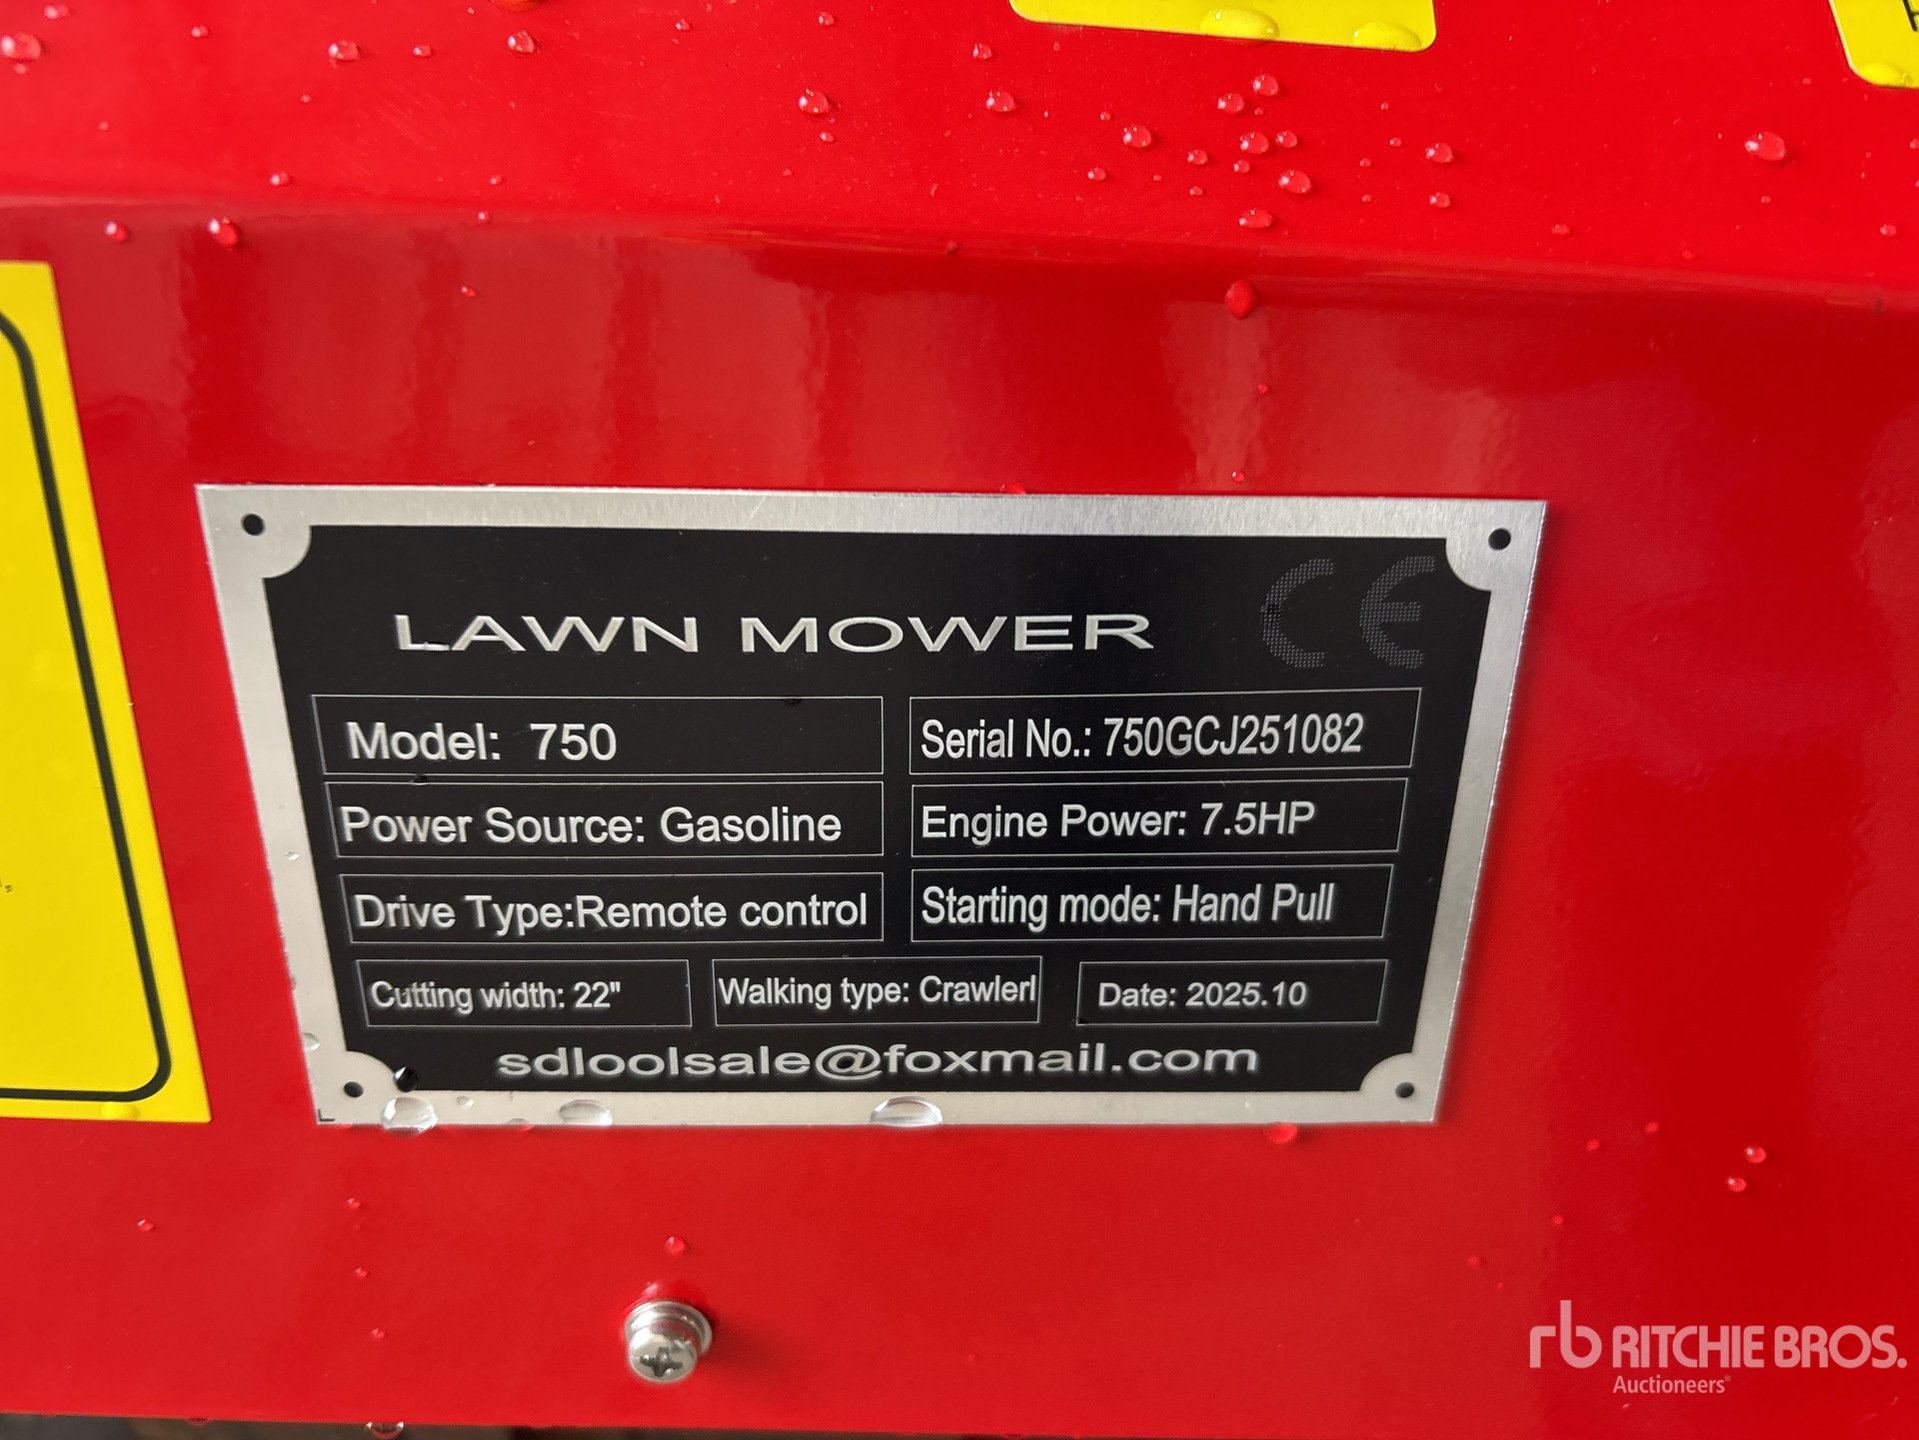 LAWN MOWER CE
Model: 750
Serial No.: 750GCJ251082
Power Source: Gasoline
Engine Power: 7.5HP
Drive Type:Remote control
Starting mode: Hand Pull
Cutting width: 22"
Walking type: Crawlerl
Date: 2025.10
sdloolsale@foxmail.com
rb RITCHIE BROS.
Auctioneers